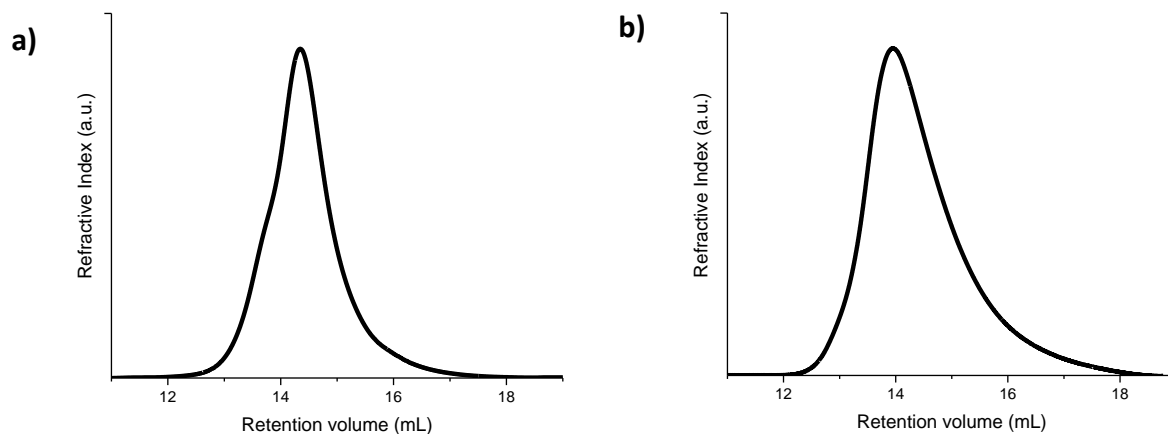 a)
Refractive Index (a.u.)
12 14 16 18
Retention volume (mL)
b)
Refractive Index (a.u.)
12 14 16 18
Retention volume (mL)